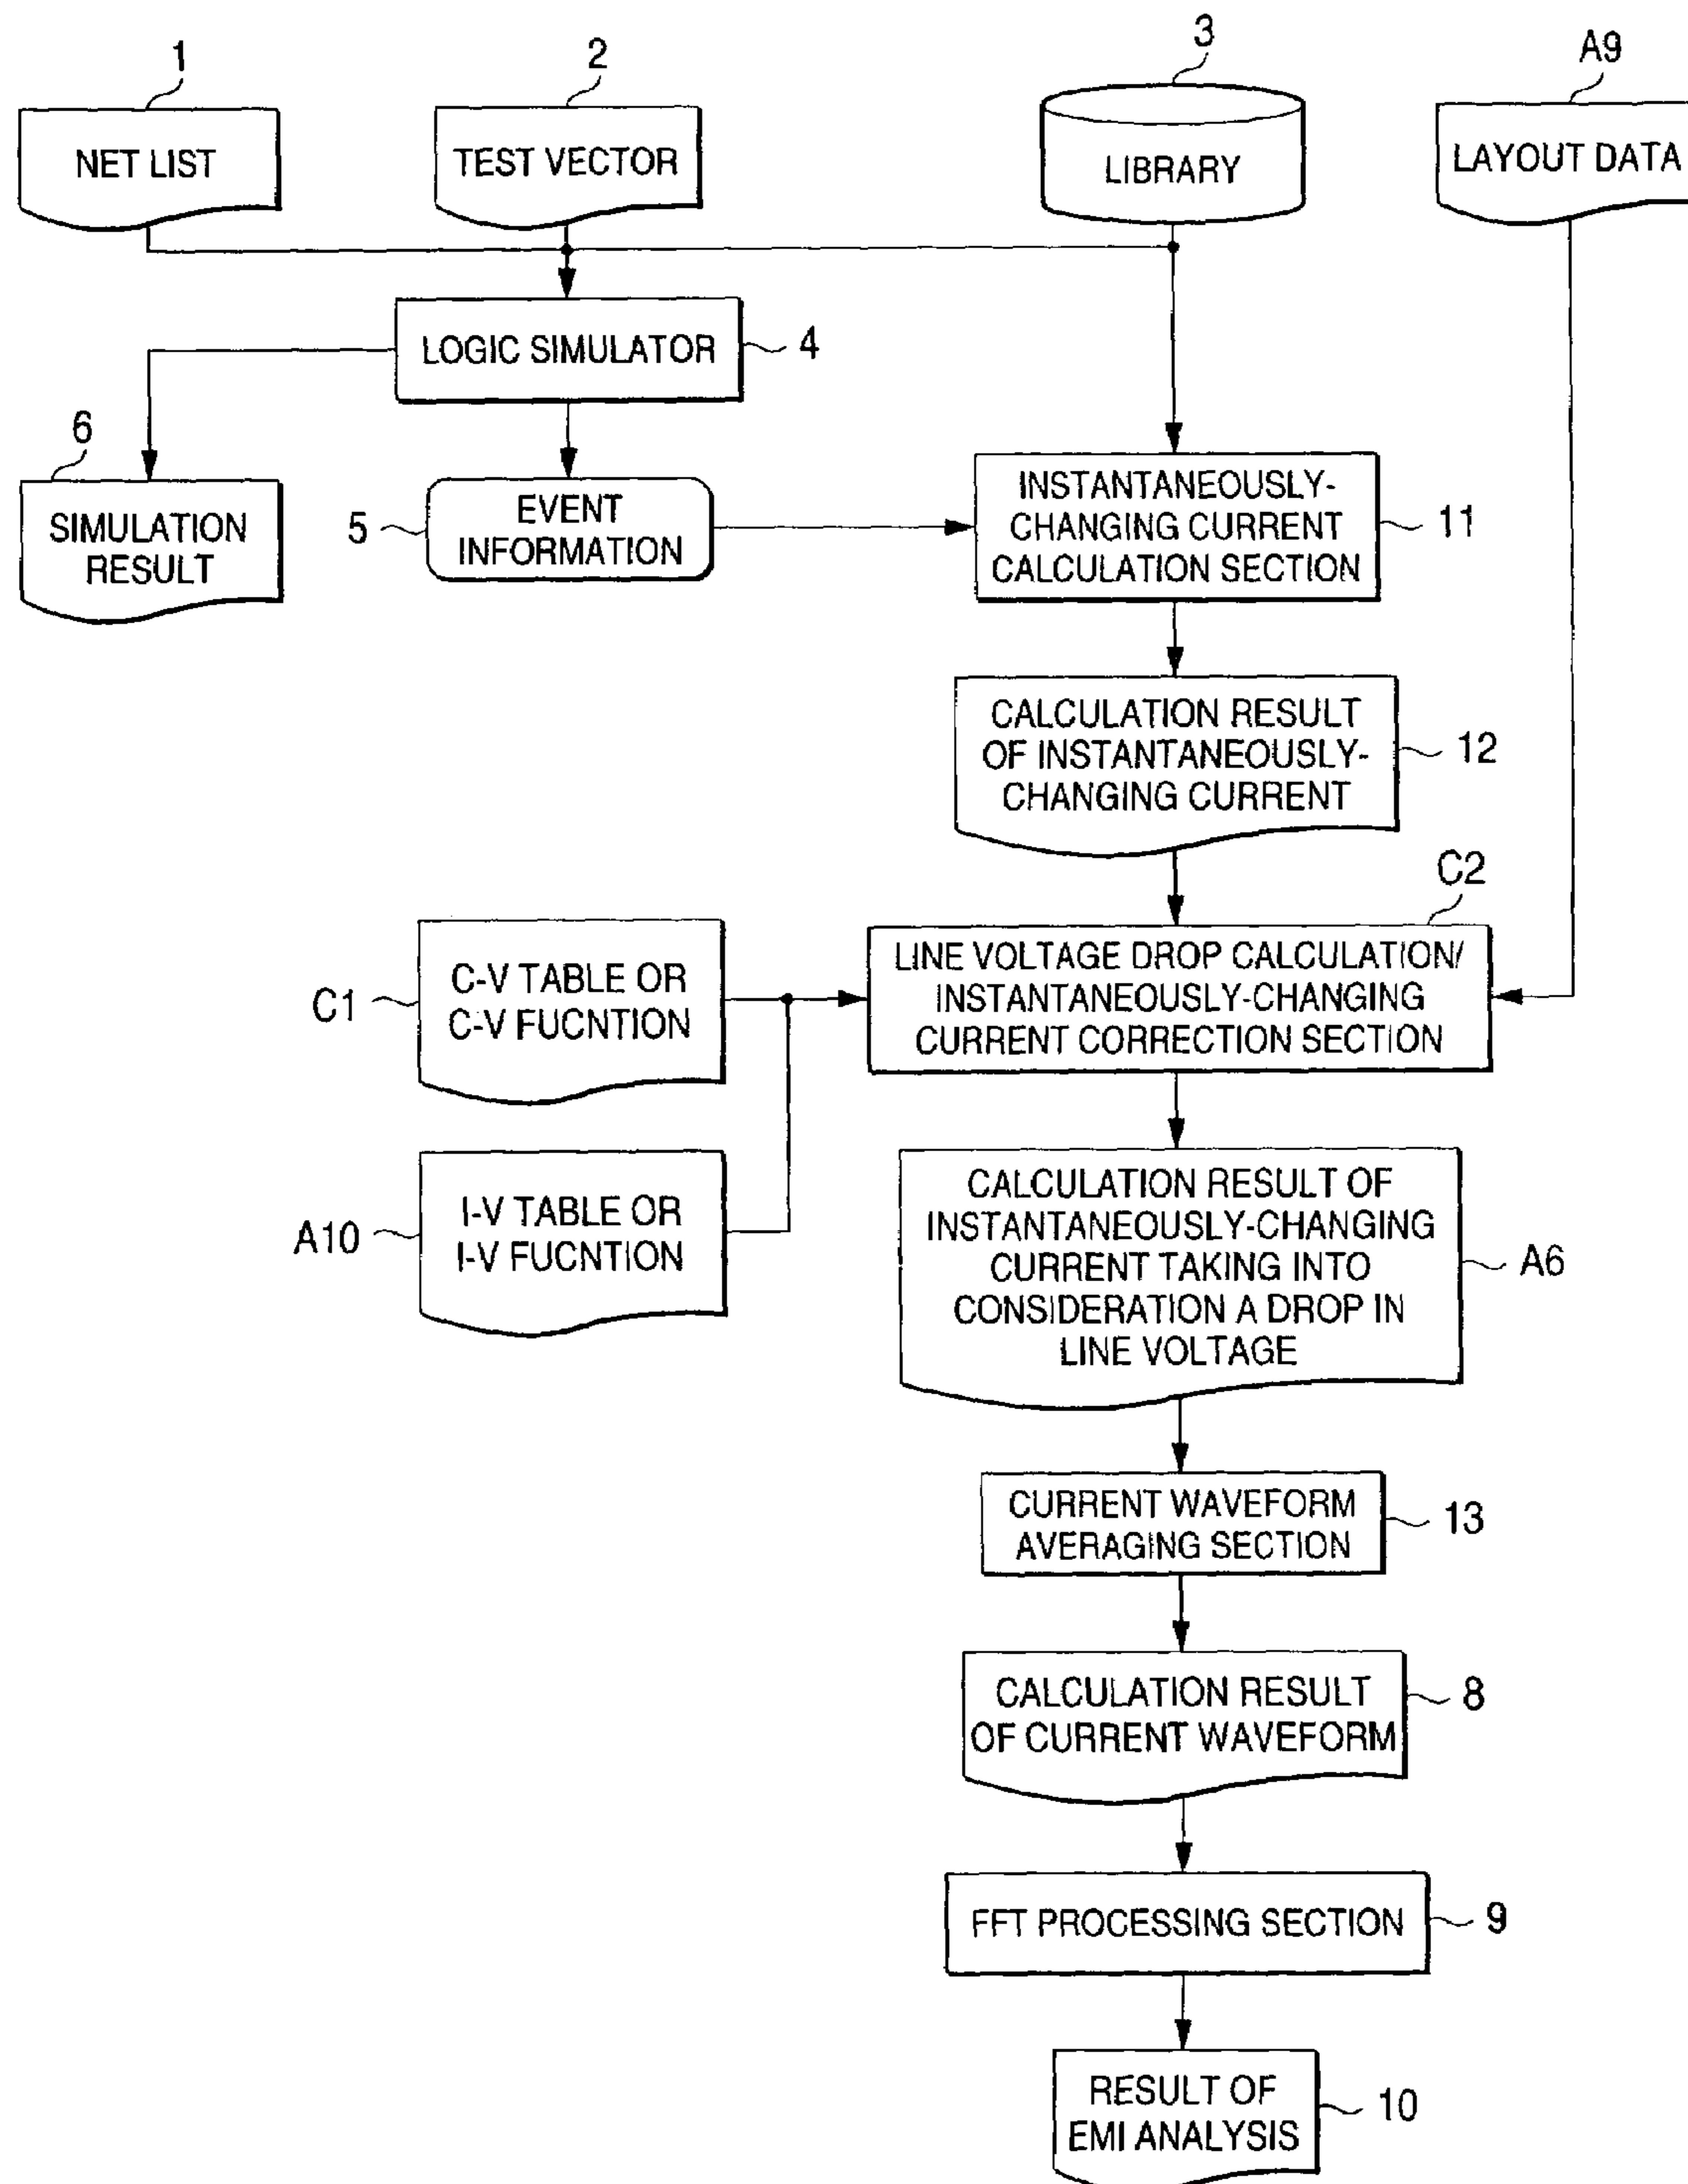 1
2
3
A9
NET LIST
TEST VECTOR
LIBRARY
LAYOUT DATA
LOGIC SIMULATOR
4
6
SIMULATION
RESULT
5
EVENT
INFORMATION
INSTANTANEOUSLY-
CHANGING CURRENT
CALCULATION SECTION
11
CALCULATION RESULT
OF INSTANTANEOUSLY-
CHANGING CURRENT
12
C2
C1
C-V TABLE OR
C-V FUCNTION
LINE VOLTAGE DROP CALCULATION/
INSTANTANEOUSLY-CHANGING
CURRENT CORRECTION SECTION
A10
I-V TABLE OR
I-V FUCNTION
CALCULATION RESULT OF
INSTANTANEOUSLY-CHANGING
CURRENT TAKING INTO
CONSIDERATION A DROP IN
LINE VOLTAGE
A6
CURRENT WAVEFORM
AVERAGING SECTION
13
CALCULATION RESULT
OF CURRENT WAVEFORM
8
FFT PROCESSING SECTION
9
RESULT OF
EMI ANALYSIS
10